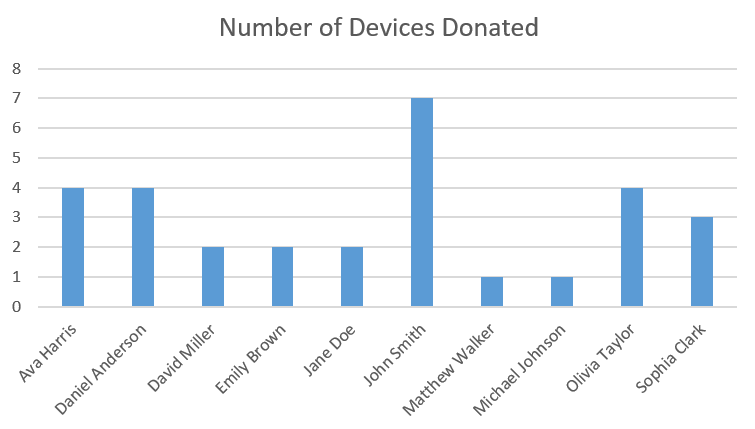 Number of Devices Donated
8
7
6
5
4
3
2
1
0
Ava Harris
Daniel Anderson
David Miller
Emily Brown
Jane Doe
John Smith
Matthew Walker
Michael Johnson
Olivia Taylor
Sophia Clark